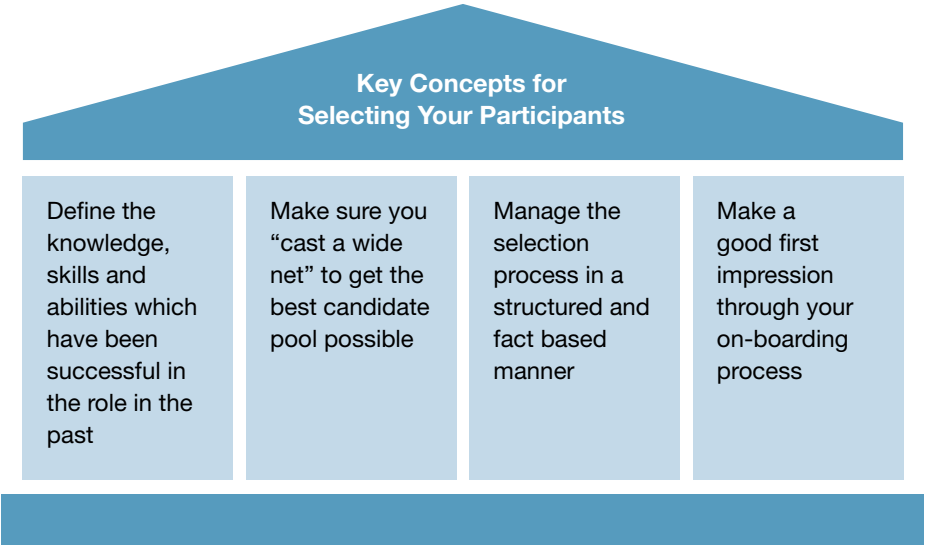 Key Concepts for
Selecting Your Participants
Define the
knowledge,
skills and
abilities which
have been
successful in
the role in the
past
Make sure you
“cast a wide
net” to get the
best candidate
pool possible
Manage the
selection
process in a
structured and
fact based
manner
Make a
good first
impression
through your
on-boarding
process